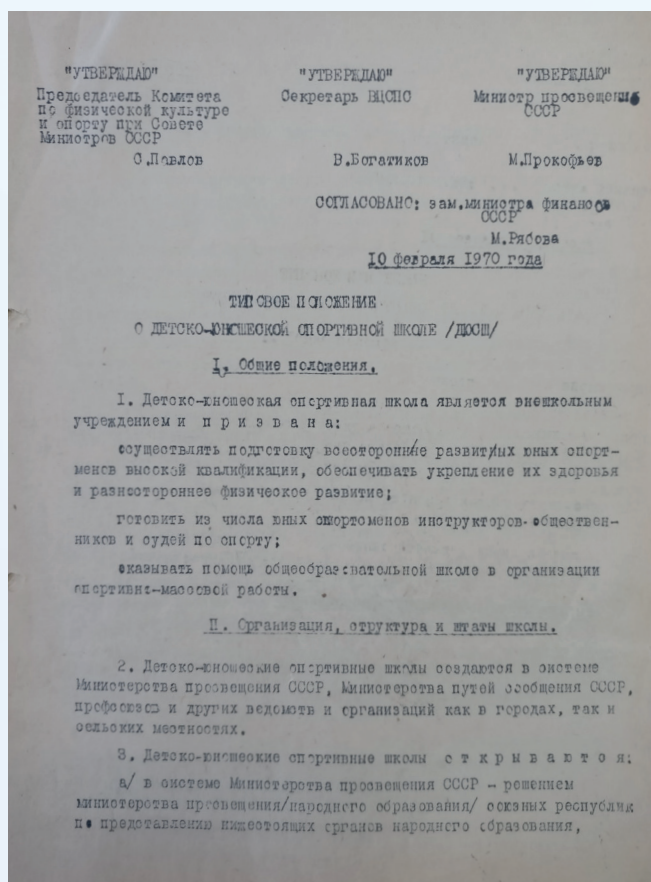 "УТВЕРЖДАЮ" "УТВЕРЖДАЮ" "УТВЕРЖДАЮ"
Председатель Комитета Секретарь ВЦСПС Министр просвещения
по физической культуре СССР
и спорту при Совете
Министров СССР
С.Павлов В.Богатиков М.Прокофьев
СОГЛАСОВАНО: зам.министра финансов
СССР
М.Рябова
10 февраля 1970 года
ТИПОВОЕ ПОЛОЖЕНИЕ
О ДЕТСКО-ЮНОШЕСКОЙ СПОРТИВНОЙ ШКОЛЕ /ДЮСШ/
I. Общие положения.
I. Детско-юношеская спортивная школа является внешкольным
учреждением и п р и з в а н а:
осуществлять подготовку всесторонне развитых юных спорт-
менов высокой квалификации, обеспечивать укрепление их здоровья
и разностороннее физическое развитие;
готовить из числа юных спортсменов инструкторов-обществен-
ников и судей по спорту;
оказывать помощь общеобразовательной школе в организации
спортивно-массовой работы.
П. Организация, структура и штаты школы.
2. Детско-юношеские спортивные школы создаются в системе
Министерства просвещения СССР, Министерства путей сообщения СССР,
профсоюзов и других ведомств и организаций как в городах, так и
сельских местностях.
3. Детско-юношеские спортивные школы о т к р ы в а ю т с я:
а/ в системе Министерства просвещения СССР - решением
министерства просвещения/народного образования/ союзных республик
по представлению нижестоящих органов народного образования,